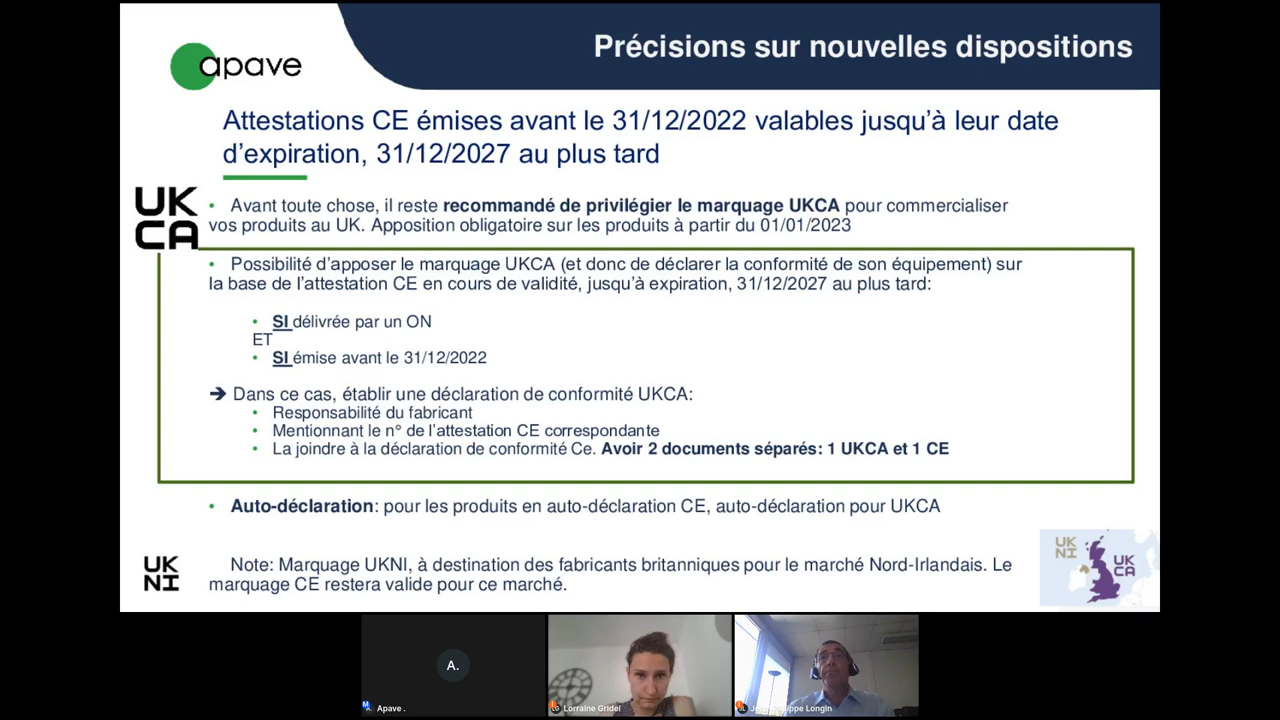 apave
Précisions sur nouvelles dispositions
Attestations CE émises avant le 31/12/2022 valables jusqu'à leur date
d'expiration, 31/12/2027 au plus tard
UK
CA
• Avant toute chose, il reste recommandé de privilégier le marquage UKCA pour commercialiser
vos produits au UK. Apposition obligatoire sur les produits à partir du 01/01/2023
• Possibilité d'apposer le marquage UKCA (et donc de déclarer la conformité de son équipement) sur
la base de l'attestation CE en cours de validité, jusqu'à expiration, 31/12/2027 au plus tard:
• SI délivrée par un ON
ET
• SI émise avant le 31/12/2022
➔ Dans ce cas, établir une déclaration de conformité UKCA:
• Responsabilité du fabricant
• Mentionnant le n° de l'attestation CE correspondante
• La joindre à la déclaration de conformité Ce. Avoir 2 documents séparés: 1 UKCA et 1 CE
• Auto-déclaration: pour les produits en auto-déclaration CE, auto-déclaration pour UKCA
UK
NI
Note: Marquage UKNI, à destination des fabricants britanniques pour le marché Nord-Irlandais. Le
marquage CE restera valide pour ce marché.
UK
NI
UK
CA
A.
Apave .
Lorraine Gridel
Longin